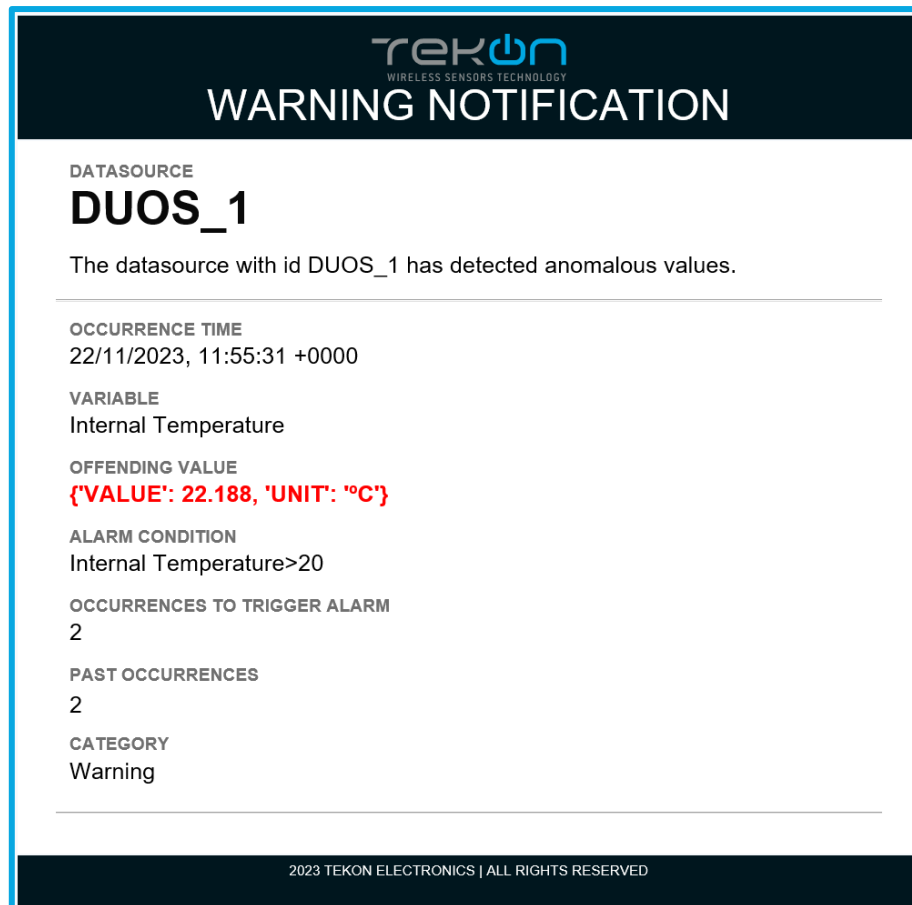 TEKON
WIRELESS SENSORS TECHNOLOGY
WARNING NOTIFICATION
DATASOURCE
DUOS_1
The datasource with id DUOS_1 has detected anomalous values.
OCCURRENCE TIME
22/11/2023, 11:55:31 +0000
VARIABLE
Internal Temperature
OFFENDING VALUE
{'VALUE': 22.188, 'UNIT': 'ºC'}
ALARM CONDITION
Internal Temperature>20
OCCURRENCES TO TRIGGER ALARM
2
PAST OCCURRENCES
2
CATEGORY
Warning
2023 TEKON ELECTRONICS | ALL RIGHTS RESERVED